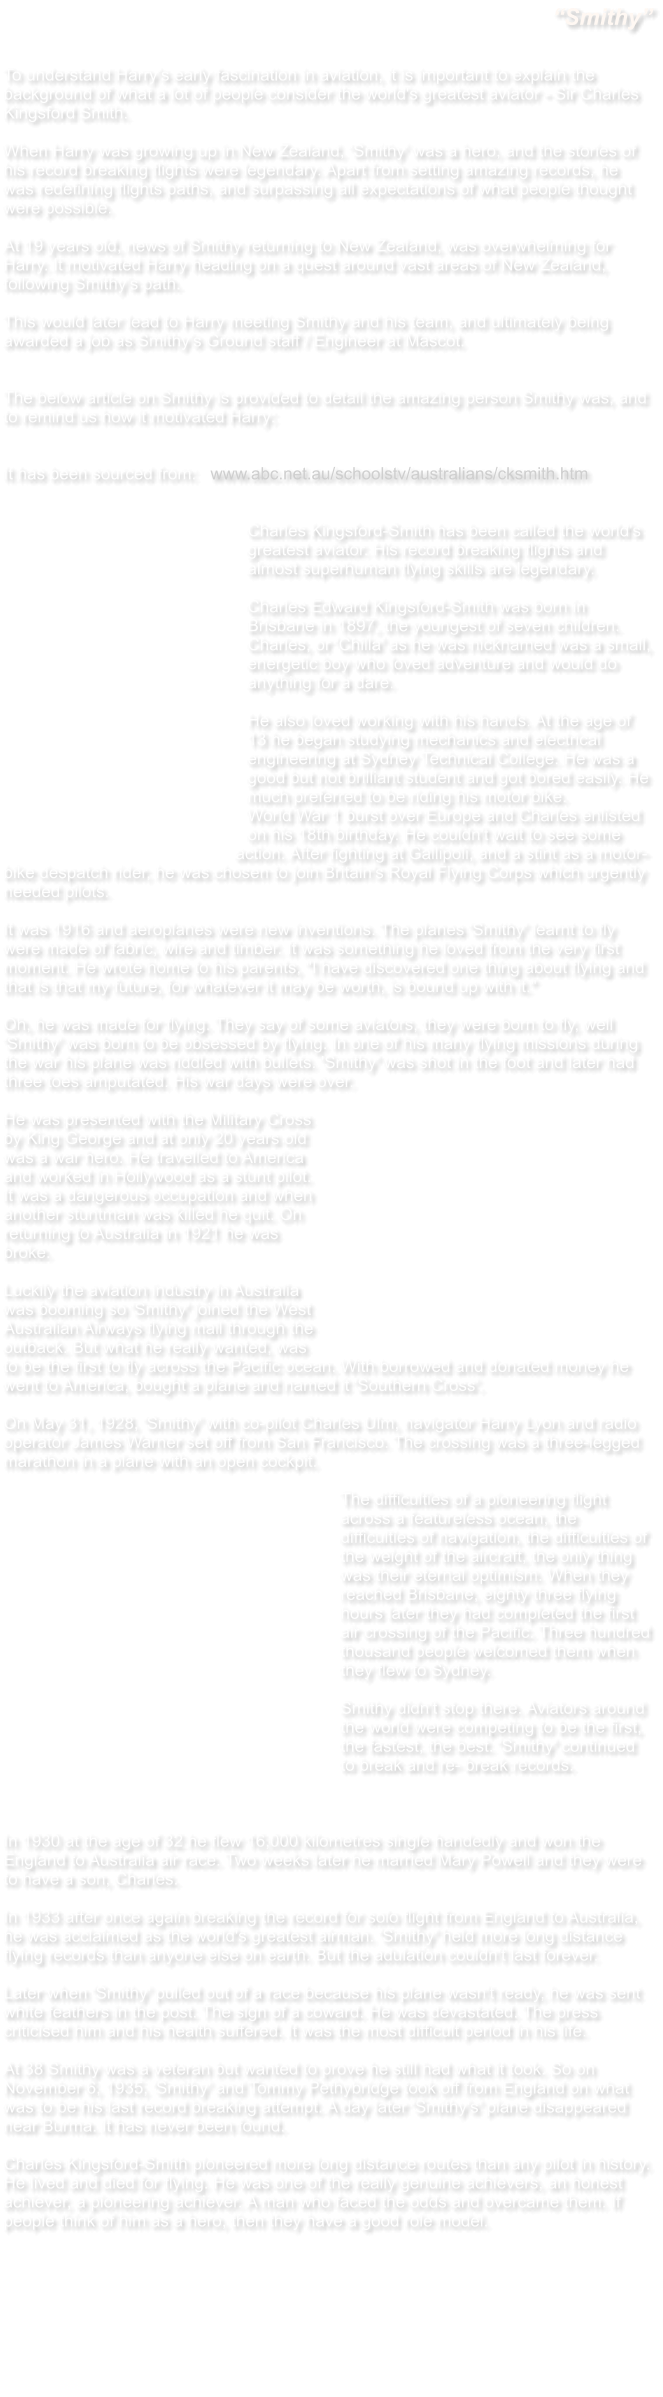 "Smithy"
To understand Harry's early fascination in aviation, it is important to explain the
background of what a lot of people consider the world's greatest aviator - Sir Charles
Kingsford Smith.
When Harry was growing up in New Zealand, 'Smithy' was a hero, and the stories of
his record breaking flights were legendary. Apart from setting amazing records, he
was redefining flights paths, and surpassing all expectations of what people thought
were possible.
At 19 years old, news of Smithy returning to New Zealand, was overwhelming for
Harry. It motivated Harry heading on a quest around vast areas of New Zealand,
following Smithy's path.
This would later lead to Harry meeting Smithy and his team, and ultimately being
awarded a job as Smithy's Ground staff / Engineer at Mascot.
The below article on Smithy is provided to detail the amazing person Smithy was, and
to remind us how it motivated Harry:
It has been sourced from: www.abc.net.au/schoolstv/australians/cksmith.htm
Charles Kingsford-Smith has been called the world's
greatest aviator. His record breaking flights and
almost superhuman flying skills are legendary.
Charles Edward Kingsford-Smith was born in
Brisbane in 1897, the youngest of seven children.
Charles, or 'Chilla' as he was nicknamed was a small,
energetic boy who loved adventure and would do
anything for a dare.
He also loved working with his hands. At the age of
13 he began studying mechanics and electrical
engineering at Sydney Technical College. He was a
good but not brilliant student and got bored easily. He
much preferred to be riding his motor bike.
World War 1 burst over Europe and Charles enlisted
on his 18th birthday. He couldn't wait to see some
action. After fighting at Gallipoli, and a stint as a motor-
bike despatch rider, he was chosen to join Britain's Royal Flying Corps which urgently
needed pilots.
It was 1916 and aeroplanes were new inventions. The planes 'Smithy' learnt to fly
were made of fabric, wire and timber. It was something he loved from the very first
moment. He wrote home to his parents, "I have discovered one thing about flying and
that is that my future, for whatever it may be worth, is bound up with it."
Oh, he was made for flying. They say of some aviators, they were born to fly, well
'Smithy' was born to be obsessed by flying. In one of his many flying missions during
the war his plane was riddled with bullets. 'Smithy' was shot in the foot and later had
three toes amputated. His war days were over.
He was presented with the Military Cross
by King George and at only 20 years old
was a war hero. He travelled to America
and worked in Hollywood as a stunt pilot.
It was a dangerous occupation and when
another stuntman was killed he quit. On
returning to Australia in 1921 he was
broke.
Luckily the aviation industry in Australia
was booming so 'Smithy' joined the West
Australian Airways flying mail through the
outback. But what he really wanted, was
to be the first to fly across the Pacific ocean. With borrowed and donated money he
went to America, bought a plane and named it 'Southern Cross'.
On May 31, 1928, 'Smithy' with co-pilot Charles Ulm, navigator Harry Lyon and radio
operator James Warner set off from San Francisco. The crossing was a three-legged
marathon in a plane with an open cockpit.
The difficulties of a pioneering flight
across a featureless ocean, the
difficulties of navigation, the difficulties of
the weight of the aircraft, the only thing
was their eternal optimism. When they
reached Brisbane, eighty three flying
hours later they had completed the first
air crossing of the Pacific. Three hundred
thousand people welcomed them when
they flew to Sydney.
Smithy didn't stop there. Aviators around
the world were competing to be the first,
the fastest, the best. 'Smithy' continued
to break and re- break records.
In 1930 at the age of 32 he flew 16,000 kilometres single handedly and won the
England to Australia air race. Two weeks later he married Mary Powell and they were
to have a son, Charles.
In 1933 after once again breaking the record for solo flight from England to Australia,
he was acclaimed as the world's greatest airman. 'Smithy' held more long distance
flying records than anyone else on earth. But the adulation couldn't last forever.
Later when 'Smithy' pulled out of a race because his plane wasn't ready, he was sent
white feathers in the post. The sign of a coward. He was devastated. The press
criticised him and his health suffered. It was the most difficult period in his life.
At 38 Smithy was a veteran but wanted to prove he still had what it took. So on
November 6, 1935, 'Smithy' and Tommy Pethybridge took off from England on what
was to be his last record breaking attempt. A day later 'Smithy's' plane disappeared
near Burma. It has never been found.
Charles Kingsford-Smith pioneered more long distance routes than any pilot in history.
He lived and died for flying. He was one of the really genuine achievers, an honest
achiever, a pioneering achiever. A man who faced the odds and overcame them. If
people think of him as a hero, then they have a good role model.